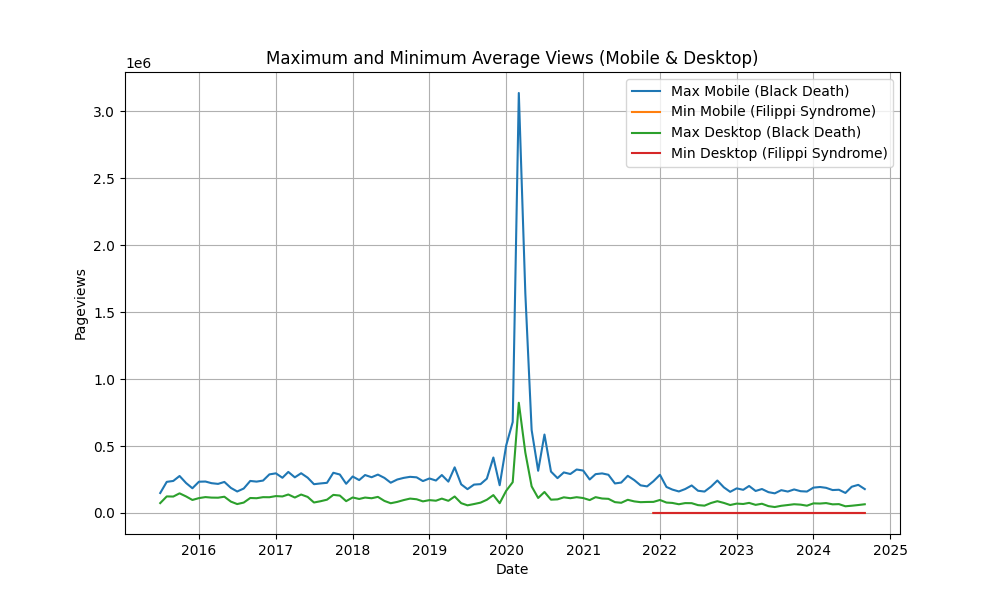 Maximum and Minimum Average Views (Mobile & Desktop)
1e6
Max Mobile (Black Death)
Min Mobile (Filippi Syndrome)
Max Desktop (Black Death)
Min Desktop (Filippi Syndrome)
3.0
2.5
2.0
1.5
1.0
0.5
0.0
Pageviews
2016 2017 2018 2019 2020 2021 2022 2023 2024 2025
Date